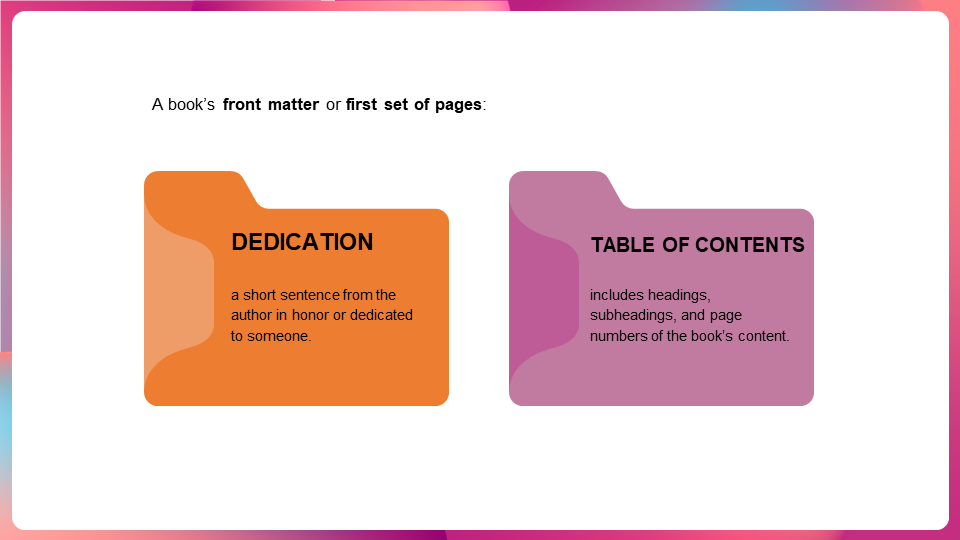 A book’s front matter or first set of pages:
DEDICATION
a short sentence from the
author in honor or dedicated
to someone.
TABLE OF CONTENTS
includes headings,
subheadings, and page
numbers of the book’s content.